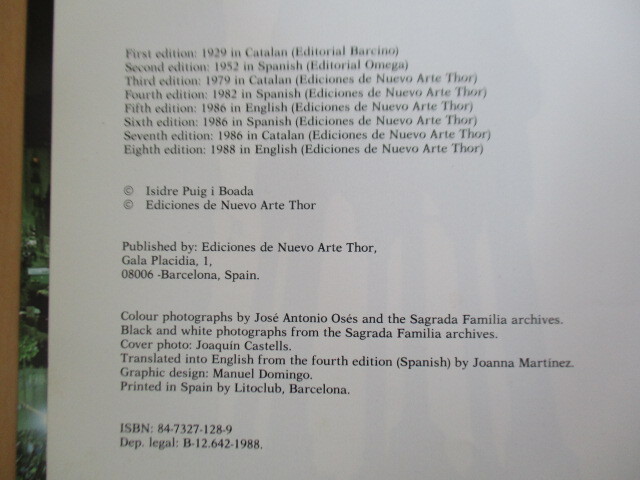 First edition: 1929 in Catalan (Editorial Barcino)
Second edition: 1952 in Spanish (Editorial Omega)
Third edition: 1979 in Catalan (Ediciones de Nuevo Arte Thor)
Fourth edition: 1982 in Spanish (Ediciones de Nuevo Arte Thor)
Fifth edition: 1986 in English (Ediciones de Nuevo Arte Thor)
Sixth edition: 1986 in Spanish (Ediciones de Nuevo Arte Thor)
Seventh edition: 1986 in Catalan (Ediciones de Nuevo Arte Thor)
Eighth edition: 1988 in English (Ediciones de Nuevo Arte Thor)
© Isidre Puig i Boada
© Ediciones de Nuevo Arte Thor
Published by: Ediciones de Nuevo Arte Thor,
Gala Placidia, 1,
08006 -Barcelona, Spain.
Colour photographs by José Antonio Osés and the Sagrada Familia archives.
Black and white photographs from the Sagrada Familia archives.
Cover photo: Joaquín Castells.
Translated into English from the fourth edition (Spanish) by Joanna Martinez.
Graphic design: Manuel Domingo.
Printed in Spain by Litoclub, Barcelona.
ISBN: 84-7327-128-9
Dep. legal: B-12.642-1988.